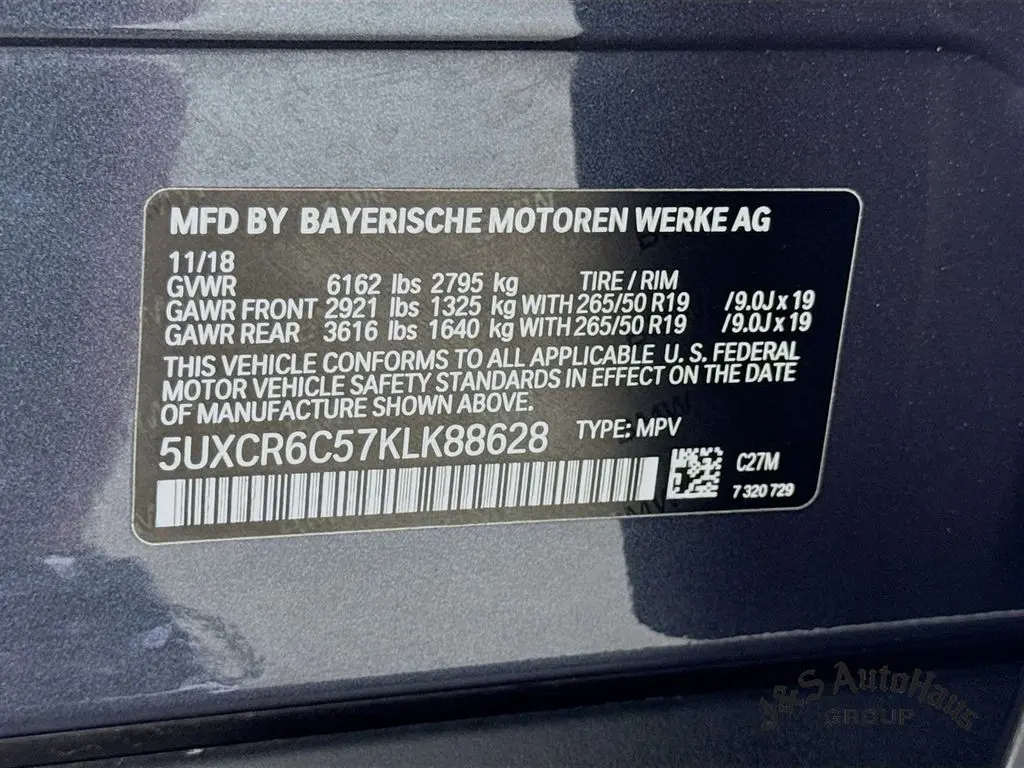 MFD BY BAYERISCHE MOTOREN WERKE AG
11/18
GVWR 6162 lbs 2795 kg TIRE / RIM
GAWR FRONT 2921 lbs 1325 kg WITH 265/50 R19 /9.0J x 19
GAWR REAR 3616 lbs 1640 kg WITH 265/50 R19 /9.0J x 19
THIS VEHICLE CONFORMS TO ALL APPLICABLE U. S. FEDERAL
MOTOR VEHICLE SAFETY STANDARDS IN EFFECT ON THE DATE
OF MANUFACTURE SHOWN ABOVE.
5UXCR6C57KLK88628 TYPE: MPV
C27M
7 320 729
J&S AutoHaus
GROUP